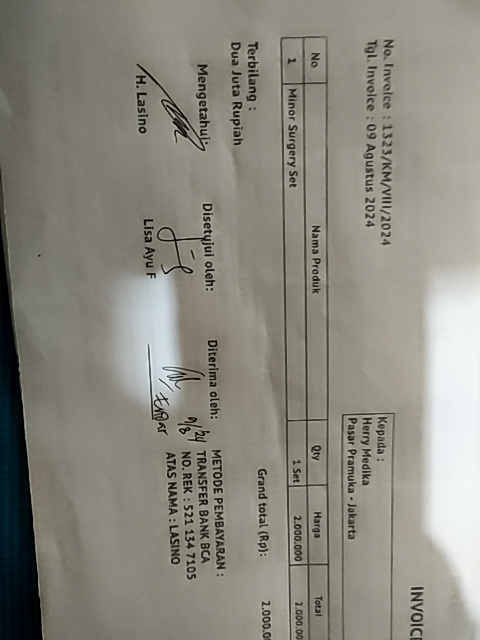 INVOICE
No. Invoice : 1323/KM/VIII/2024
Tgl. Invoice : 09 Agustus 2024
Kepada :
Herry Medika
Pasar Pramuka - Jakarta
No Nama Produk Qty Harga Total
1 Minor Surgery Set 1 Set 2.000.000 2.000.00
Grand total (Rp): 2.000.0
Terbilang :
Dua Juta Rupiah
Mengetahui: Disetujui oleh: Diterima oleh:
9/8/24
H. Lasino Lisa Ayu F
METODE PEMBAYARAN :
TRANSFER BANK BCA
NO. REK : 521 134 7105
ATAS NAMA : LASINO